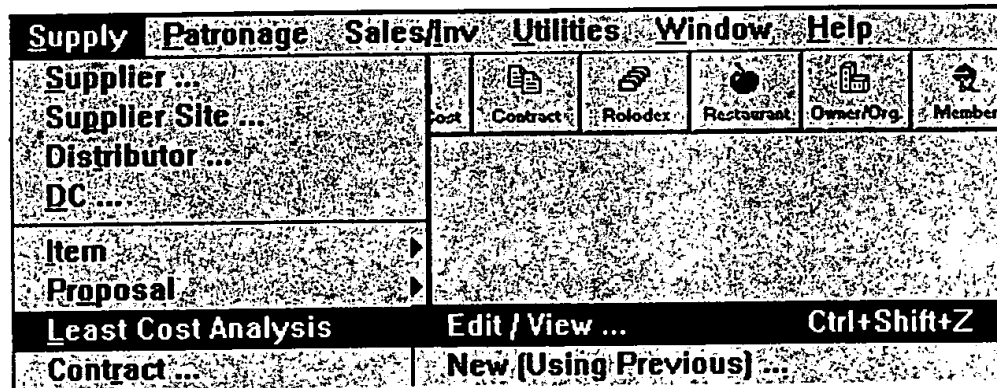 Supply Patronage Sales/Inv Utilities Window Help
Supplier ...
Supplier Site ...
Distributor ...
DC ...
Cost Contract Rolodex Restaurant Owner/Org. Member
Item
Proposal
Least Cost Analysis Edit / View ... Ctrl+Shift+Z
Contract ... New (Using Previous) ...